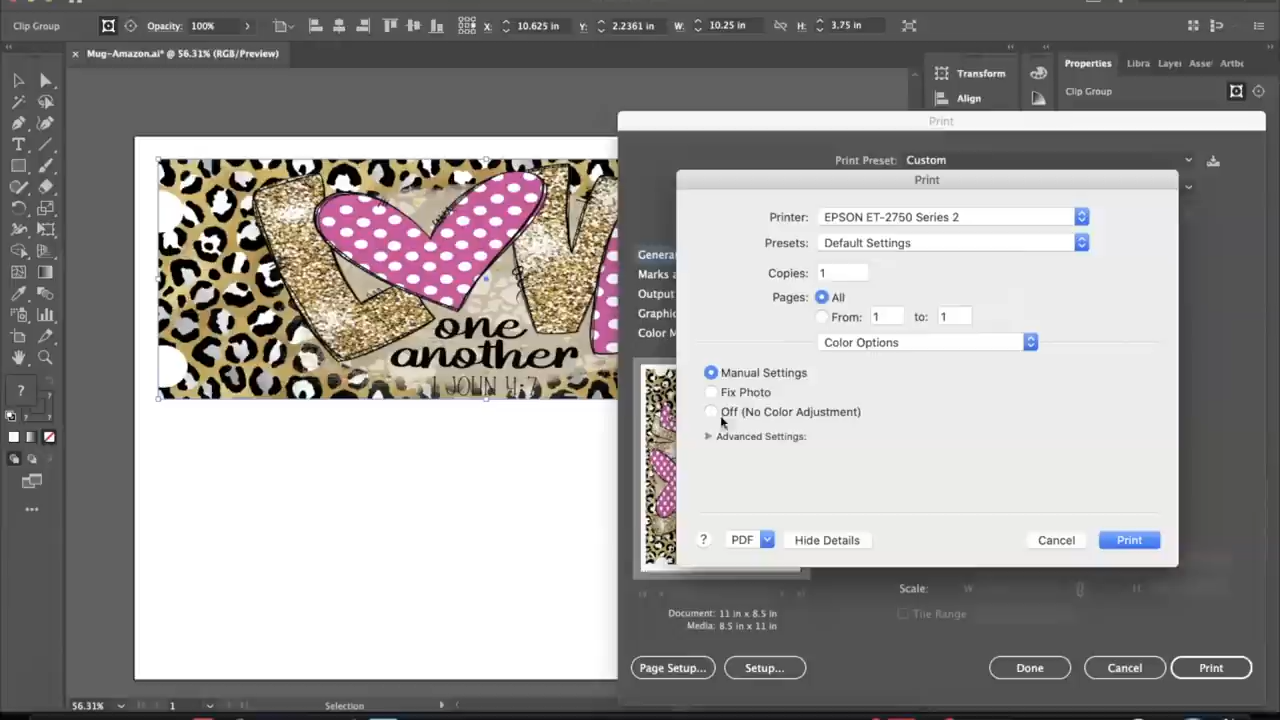 Clip Group
Opacity: 100%
X: 10.625 in
Y: 2.2361 in
W: 10.25 in
H: 3.75 in
Mug-Amazon.ai* @ 56.31% (RGB/Preview)
Transform
Align
Properties
Libra
Laye
Asse
Artb
Clip Group
Print
Print Preset: Custom
Print
Printer: EPSON ET-2750 Series 2
Presets: Default Settings
Copies: 1
Pages: All
From: 1 to: 1
Color Options
Manual Settings
Fix Photo
Off (No Color Adjustment)
Advanced Settings:
? PDF Hide Details Cancel Print
Genera
Marks a
Output
Graphic
Color M
one
another
1 JOHN 4:7
?
Scale: W H
Tile Range
Document: 11 in x 8.5 in
Media: 8.5 in x 11 in
Page Setup... Setup... Done Cancel Print
56.31% 1 Selection